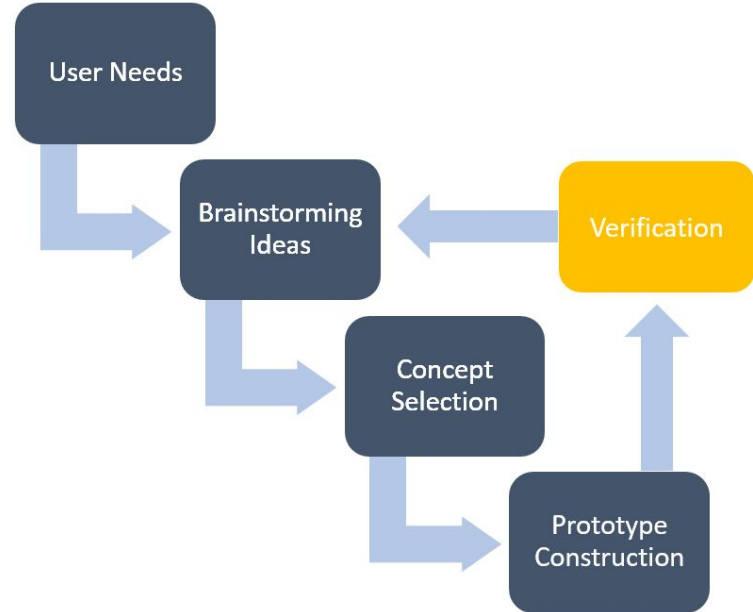 User Needs
Brainstorming
Ideas
Verification
Concept
Selection
Prototype
Construction